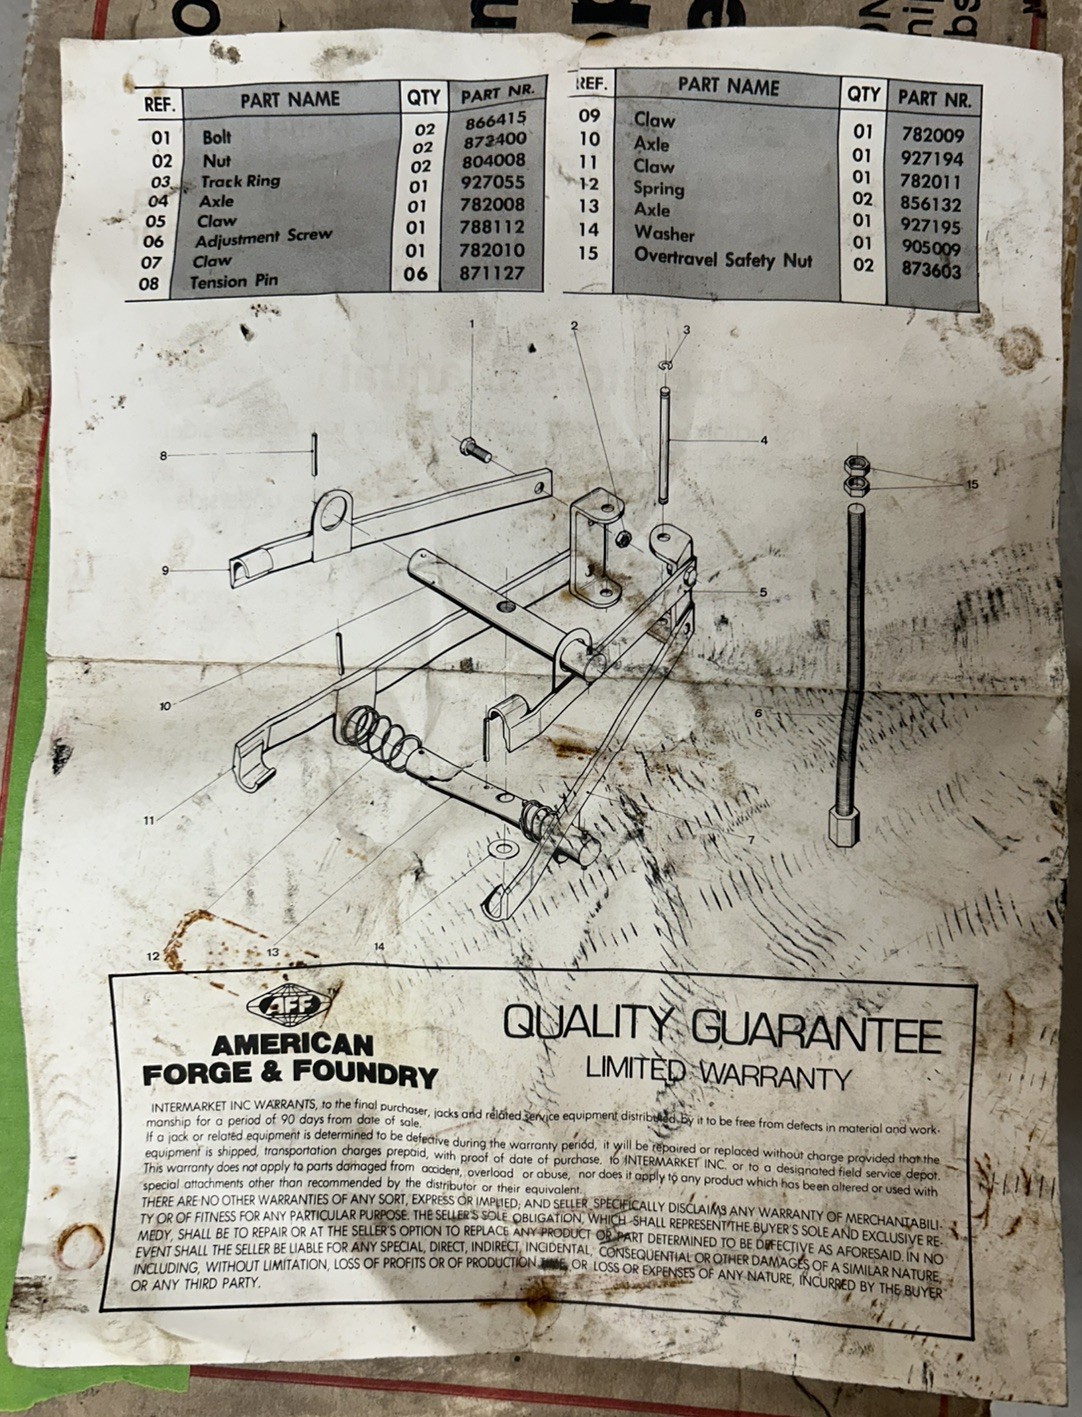 REF. PART NAME QTY PART NR.
01 Bolt 02 866415
02 Nut 02 872400
03 Track Ring 02 804008
04 Axle 01 927055
05 Claw 01 782008
06 Adjustment Screw 01 788112
07 Claw 01 782010
08 Tension Pin 06 871127
REF. PART NAME QTY PART NR.
09 Claw 01 782009
10 Axle 01 927194
11 Claw 01 782011
12 Spring 02 856132
13 Axle 01 927195
14 Washer 01 905009
15 Overtravel Safety Nut 02 873603
1
2
3
4
8
15
9
5
10
6
11
7
12
13
14
AFF
AMERICAN
FORGE & FOUNDRY
QUALITY GUARANTEE
LIMITED WARRANTY
INTERMARKET INC WARRANTS, to the final purchaser, jacks and related service equipment distributed by it to be free from defects in material and work-
manship for a period of 90 days from date of sale.
If a jack or related equipment is determined to be defective during the warranty period, it will be repaired or replaced without charge provided that the
equipment is shipped, transportation charges prepaid, with proof of date of purchase, to INTERMARKET INC. or to a designated field service depot.
This warranty does not apply to parts damaged from accident, overload or abuse, nor does it apply to any product which has been altered or used with
special attachments other than recommended by the distributor or their equivalent.
THERE ARE NO OTHER WARRANTIES OF ANY SORT, EXPRESS OR IMPLIED; AND SELLER SPECIFICALLY DISCLAIMS ANY WARRANTY OF MERCHANTABILI-
TY OR OF FITNESS FOR ANY PARTICULAR PURPOSE. THE SELLER'S SOLE OBLIGATION, WHICH SHALL REPRESENT THE BUYER'S SOLE AND EXCLUSIVE RE-
MEDY, SHALL BE TO REPAIR OR AT THE SELLER'S OPTION TO REPLACE ANY PRODUCT OR PART DETERMINED TO BE DEFECTIVE AS AFORESAID. IN NO
EVENT SHALL THE SELLER BE LIABLE FOR ANY SPECIAL, DIRECT, INDIRECT, INCIDENTAL, CONSEQUENTIAL OR OTHER DAMAGES OF A SIMILAR NATURE,
INCLUDING, WITHOUT LIMITATION, LOSS OF PROFITS OR OF PRODUCTION TIME, OR LOSS OR EXPENSES OF ANY NATURE, INCURRED BY THE BUYER
OR ANY THIRD PARTY.